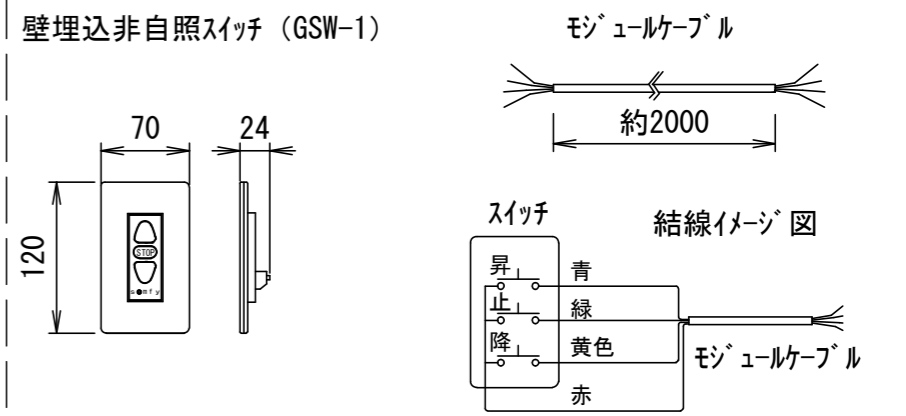 壁埋込非自照ｽｲｯﾁ（GSW-1）
ﾓｼﾞｭｰﾙｹｰﾌﾞﾙ
約2000
70
24
120
STOP
somfy
ｽｲｯﾁ
結線ｲﾒｰｼﾞ図
昇
青
止
緑
降
黄色
ﾓｼﾞｭｰﾙｹｰﾌﾞﾙ
赤